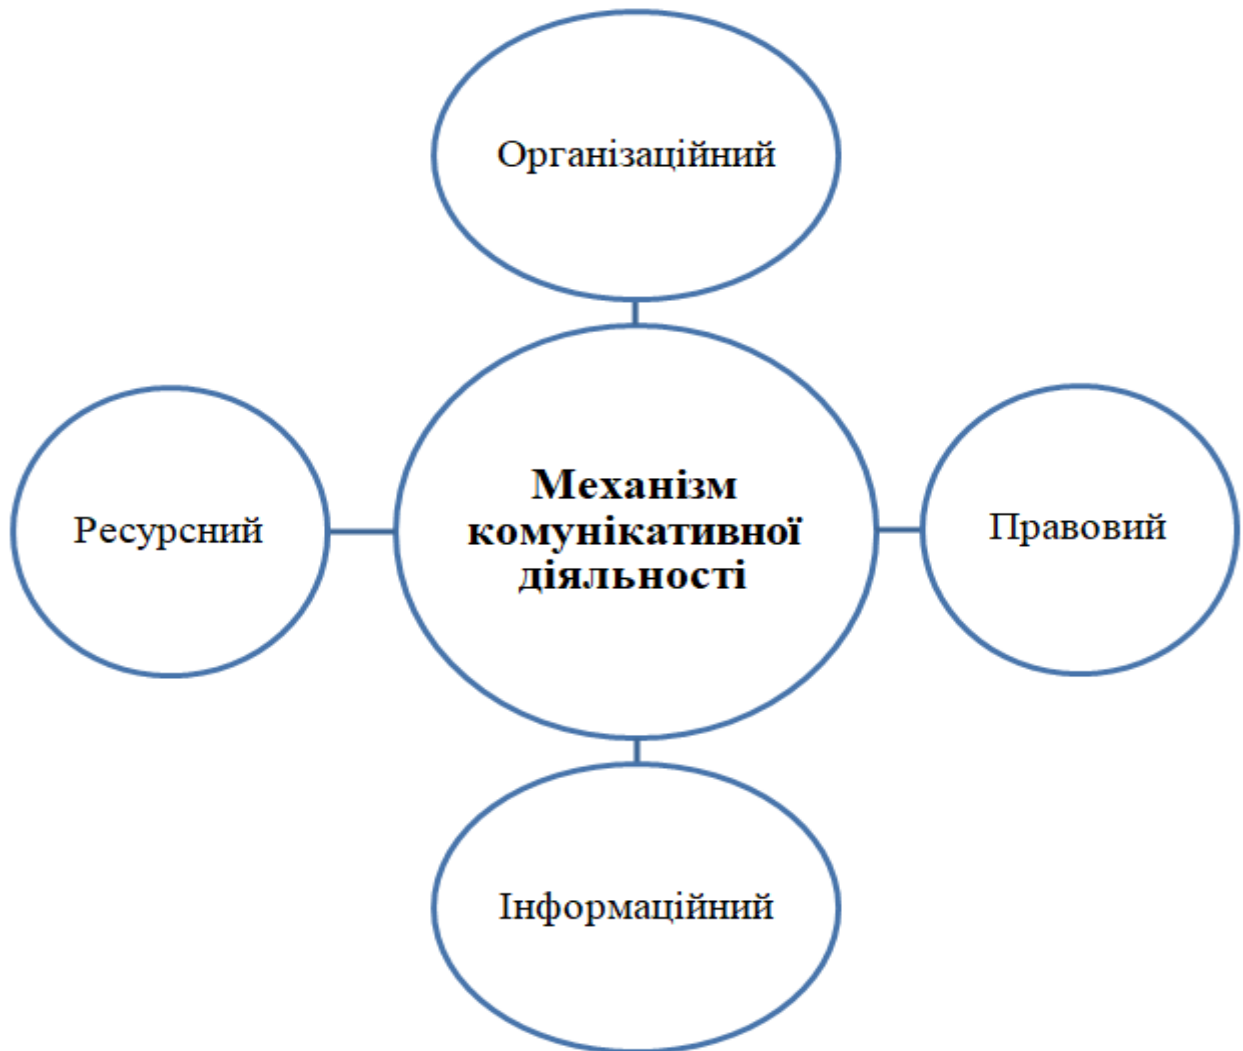 Організаційний
Ресурсний
Механізм
комунікативної
діяльності
Правовий
Інформаційний